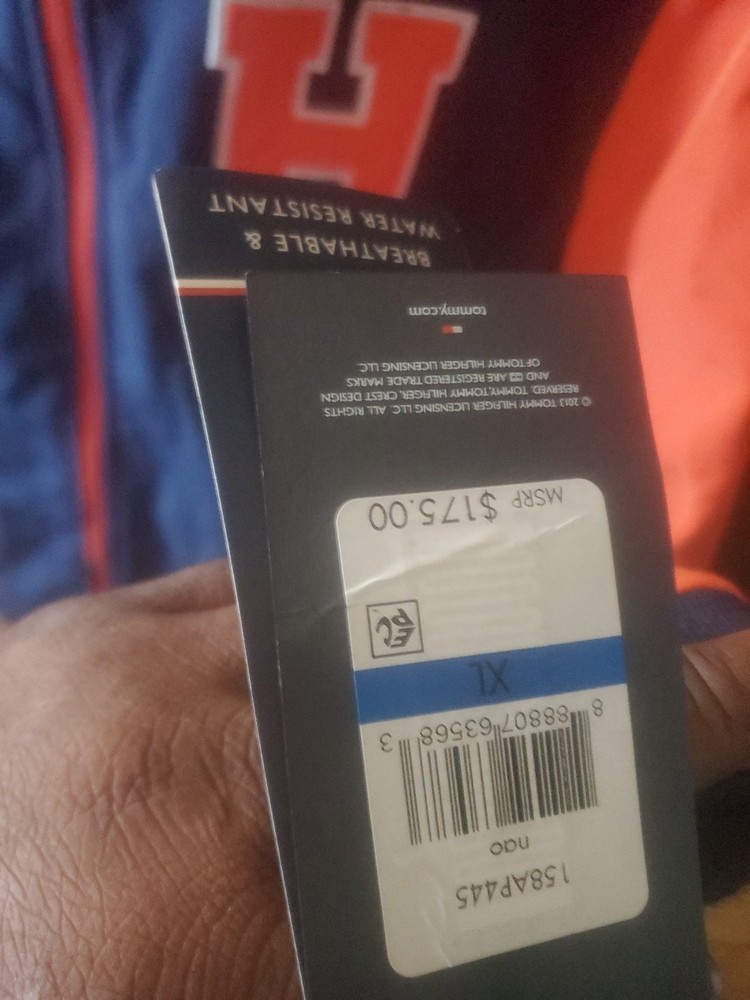 158AP445
nao
8 88807 63568 3
XL
MSRP $175.00
© 2013 TOMMY HILFIGER LICENSING LLC. ALL RIGHTS
RESERVED. TOMMY, TOMMY HILFIGER, CREST DESIGN
AND ARE REGISTERED TRADE MARKS
OF TOMMY HILFIGER LICENSING LLC
tommy.com
BREATHABLE &
WATER RESISTANT
H